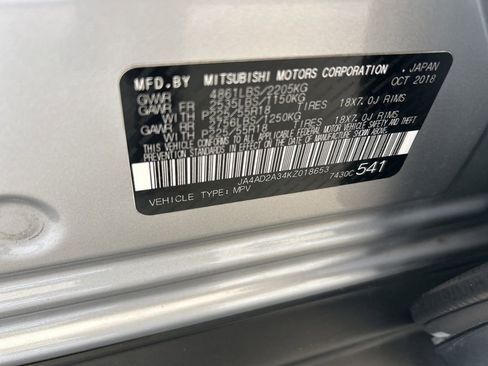 MFD.BY MITSUBISHI MOTORS CORPORATION . JAPAN
GVWR 4861LBS/2205KG OCT 2018
GAWR FR 2535LBS/1150KG
WITH P225/55R18 TIRES 18X7.0J RIMS
GAWR RR 2756LBS/1250KG
WITH P225/55R18 TIRES 18X7.0J RIMS
THIS VEHICLE CONFORMS TO ALL APPLICABLE
FEDERAL MOTOR VEHICLE SAFETY AND
THEFT PREVENTION STANDARDS IN EFFECT ON
THE DATE OF MANUFACTURE SHOWN ABOVE.
JA4AD2A34KZ018653 7430C 541
VEHICLE TYPE: MPV